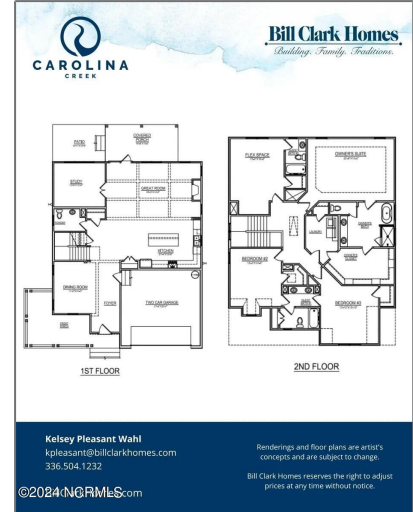 CAROLINA
CREEK
Bill Clark Homes
Building. Family. Traditions.
PATIO
COVERED
PORCH
STUDY
GREAT ROOM
KITCHEN
DINING ROOM
FOYER
TWO CAR GARAGE
1ST FLOOR
FLEX SPACE
OWNER'S SUITE
LAUNDRY
OWNER'S
BEDROOM #2
BEDROOM #3
2ND FLOOR
Kelsey Pleasant Wahl
kpleasant@billclarkhomes.com
336.504.1232
Renderings and floor plans are artist's
concepts and are subject to change.
Bill Clark Homes reserves the right to adjust
prices at any time without notice.
©2024 NCRMLS